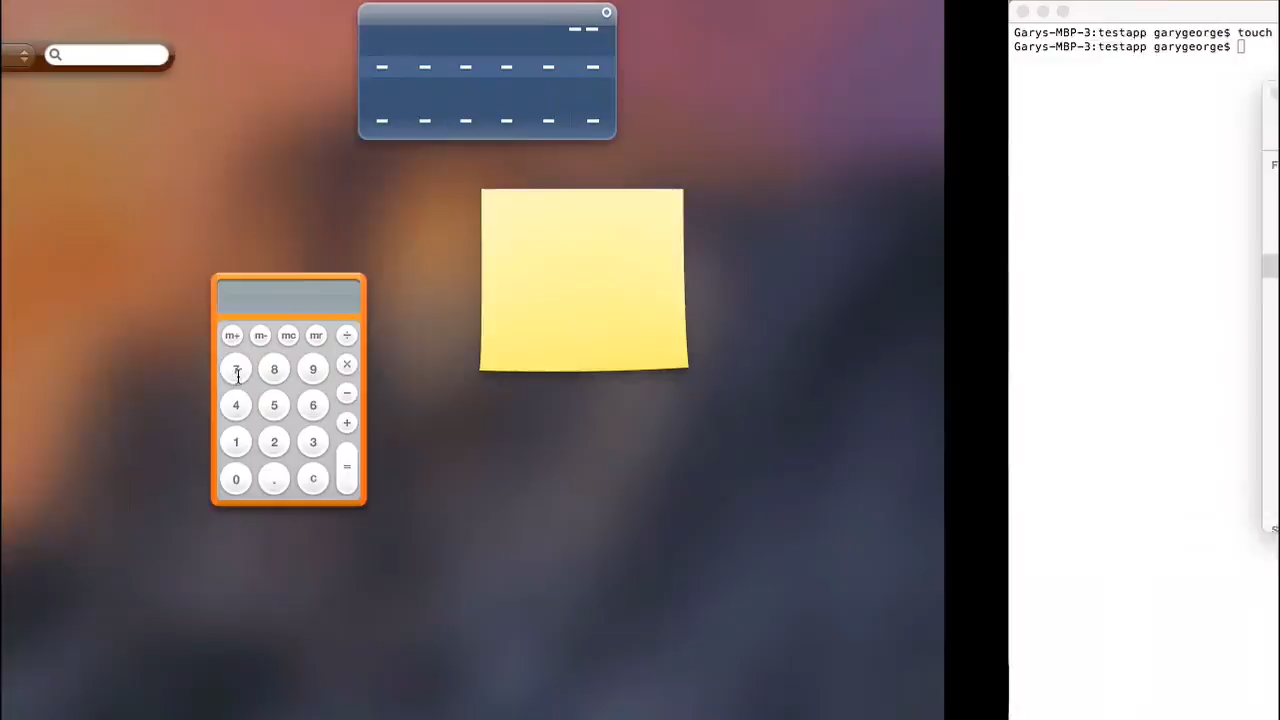 Garys-MBP-3:testapp garygeorge$ touch
Garys-MBP-3:testapp garygeorge$
m+ m- mc mr ÷
7 8 9 ×
4 5 6 −
1 2 3 +
0 . c =